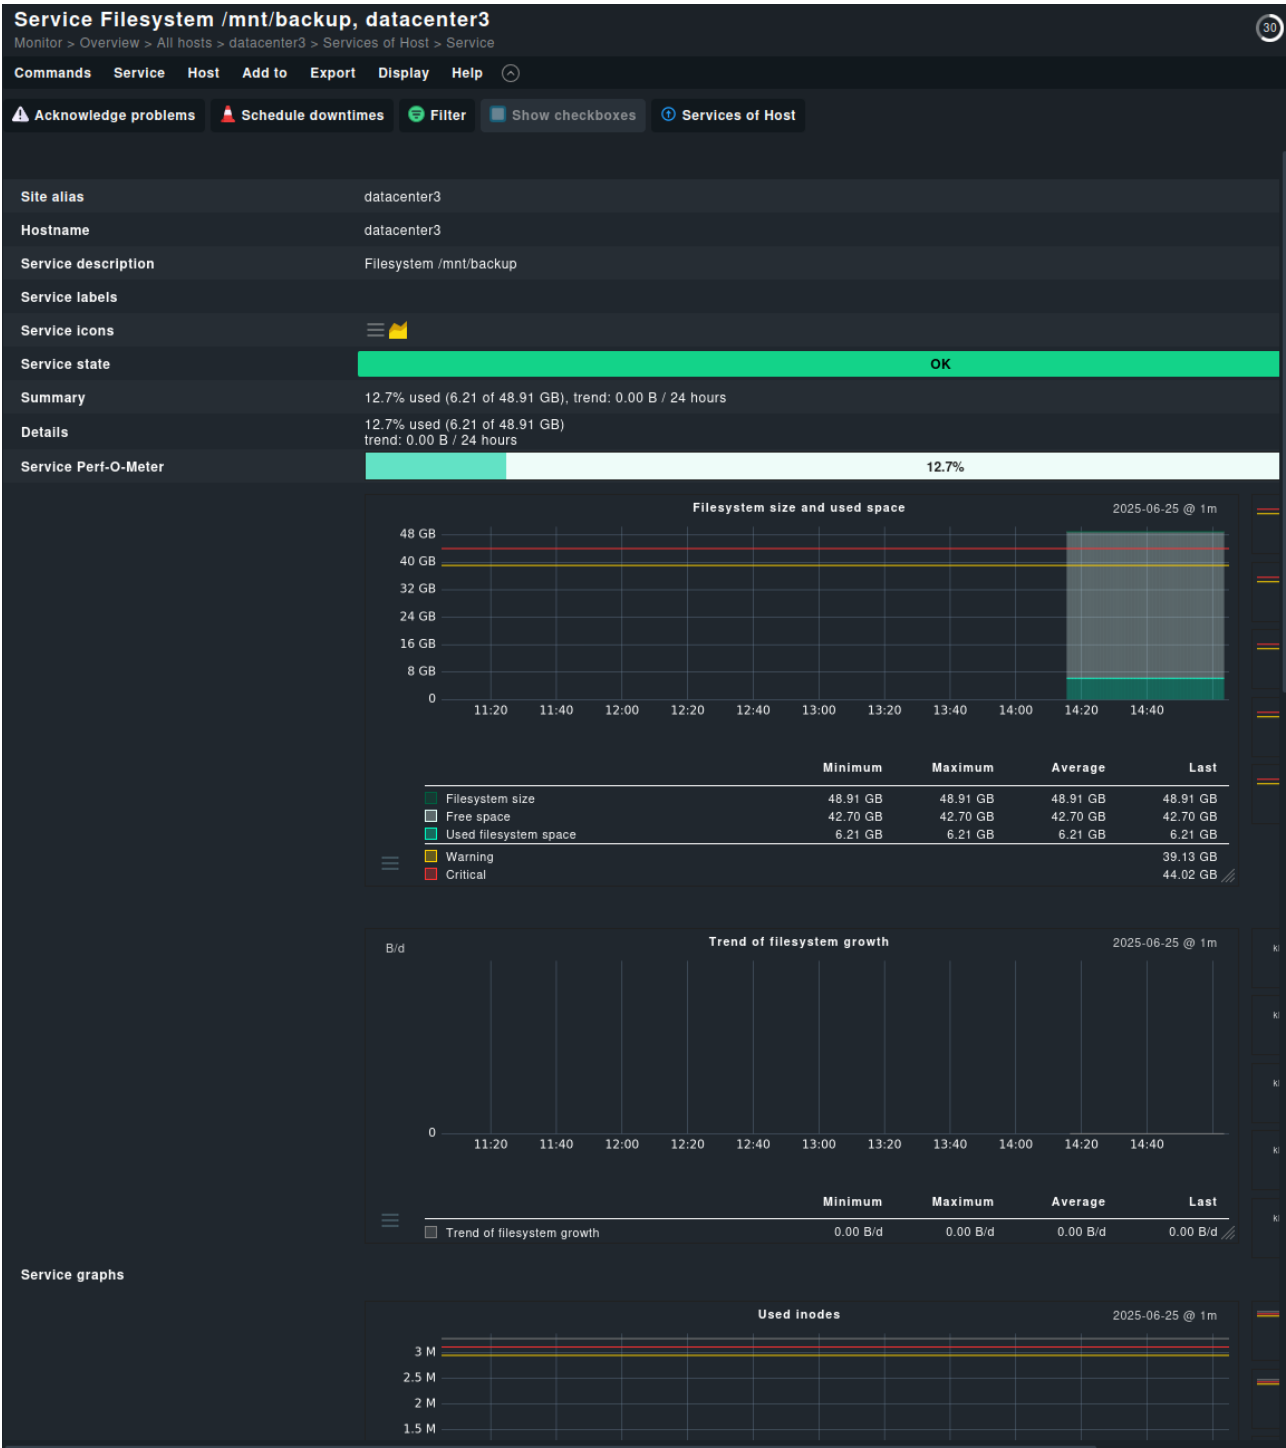 Service Filesystem /mnt/backup, datacenter3
30
Monitor > Overview > All hosts > datacenter3 > Services of Host > Service
Commands Service Host Add to Export Display Help
Acknowledge problems Schedule downtimes Filter Show checkboxes Services of Host
Site alias datacenter3
Hostname datacenter3
Service description Filesystem /mnt/backup
Service labels
Service icons
Service state OK
Summary 12.7% used (6.21 of 48.91 GB), trend: 0.00 B / 24 hours
Details 12.7% used (6.21 of 48.91 GB)
trend: 0.00 B / 24 hours
Service Perf-O-Meter 12.7%
Filesystem size and used space 2025-06-25 @ 1m
48 GB
40 GB
32 GB
24 GB
16 GB
8 GB
0
11:20 11:40 12:00 12:20 12:40 13:00 13:20 13:40 14:00 14:20 14:40
Minimum Maximum Average Last
Filesystem size 48.91 GB 48.91 GB 48.91 GB 48.91 GB
Free space 42.70 GB 42.70 GB 42.70 GB 42.70 GB
Used filesystem space 6.21 GB 6.21 GB 6.21 GB 6.21 GB
Warning 39.13 GB
Critical 44.02 GB
B/d Trend of filesystem growth 2025-06-25 @ 1m
0
11:20 11:40 12:00 12:20 12:40 13:00 13:20 13:40 14:00 14:20 14:40
Minimum Maximum Average Last
Trend of filesystem growth 0.00 B/d 0.00 B/d 0.00 B/d 0.00 B/d
Service graphs
Used inodes 2025-06-25 @ 1m
3 M
2.5 M
2 M
1.5 M